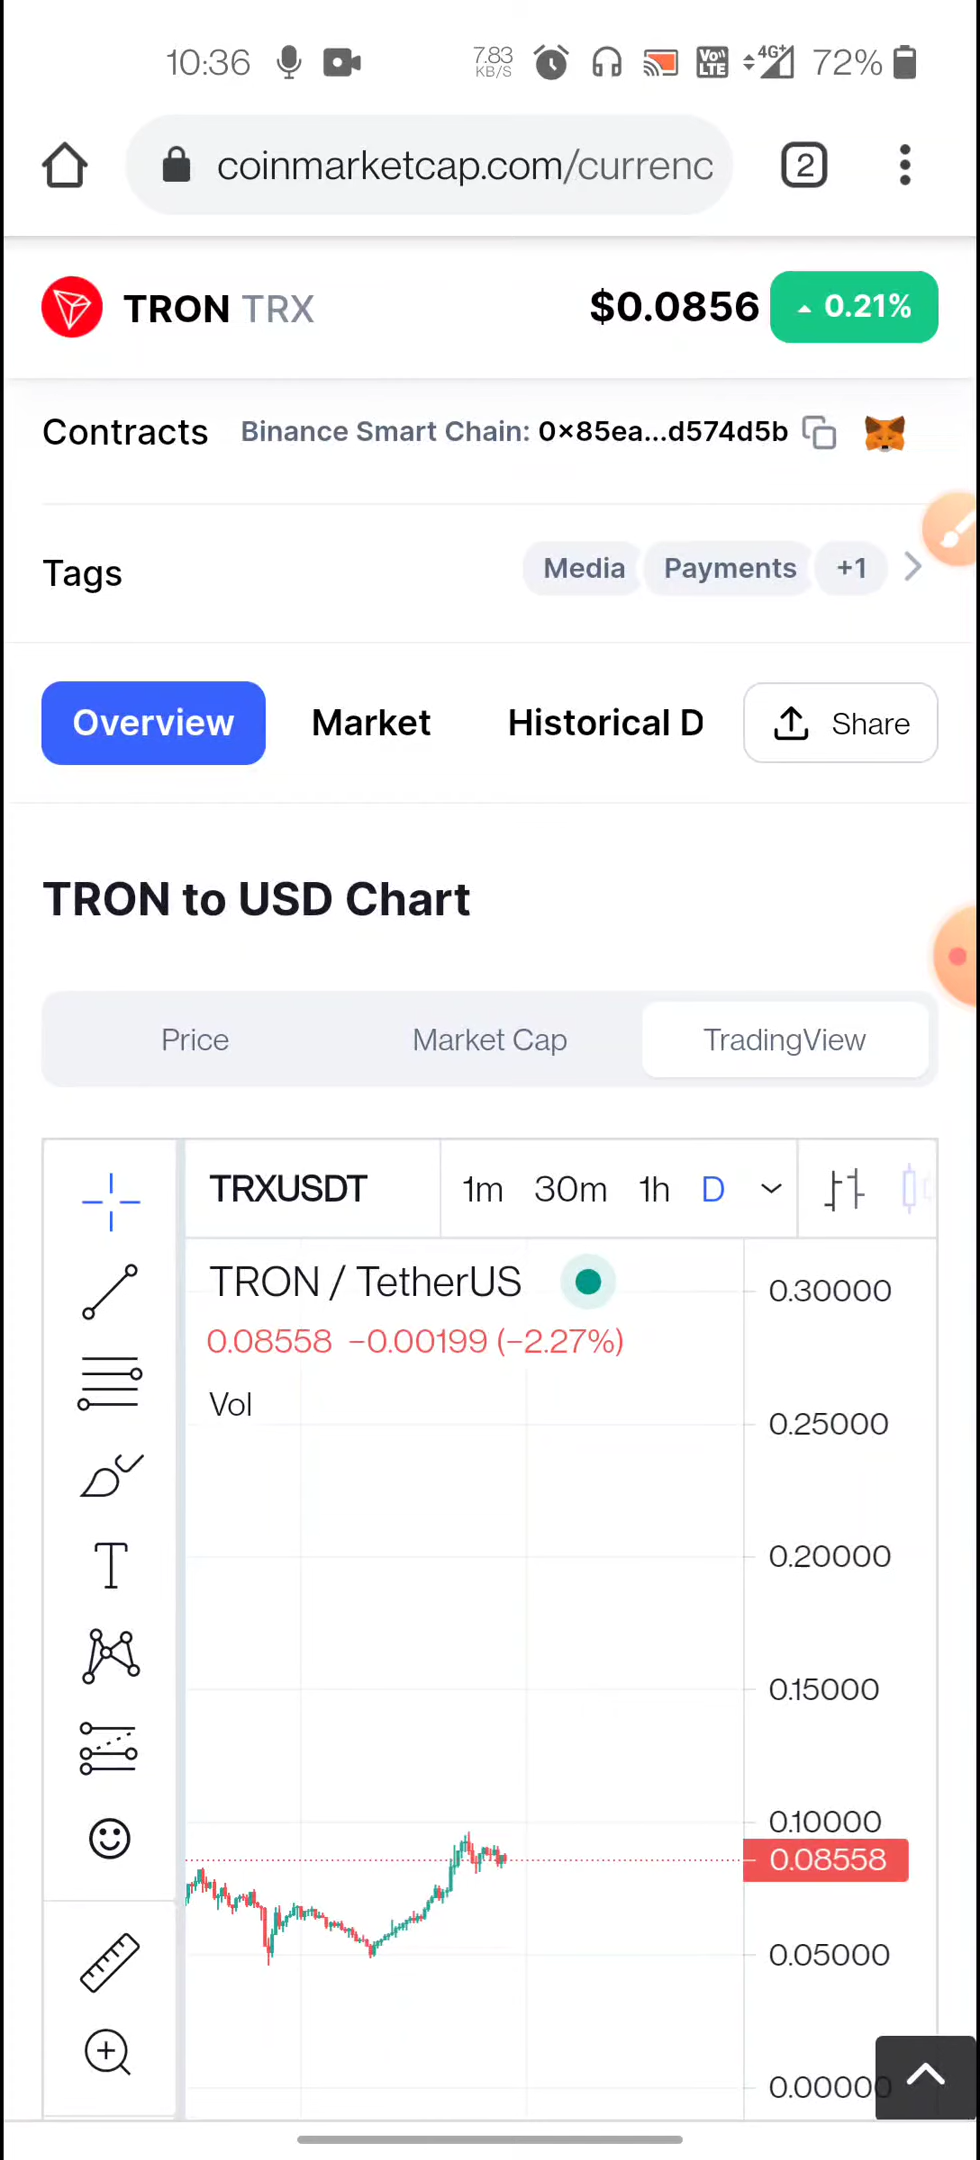 10:36 7.83 KB/S Vo)) LTE 4G+ 72%
coinmarketcap.com/currenc 2
TRON TRX $0.0856 0.21%
Contracts Binance Smart Chain: 0x85ea...d574d5b
Tags Media Payments +1
Overview Market Historical D Share
TRON to USD Chart
Price Market Cap TradingView
TRXUSDT 1m 30m 1h D
TRON / TetherUS
0.08558 −0.00199 (−2.27%)
Vol
0.30000
0.25000
0.20000
0.15000
0.10000
0.08558
0.05000
0.00000